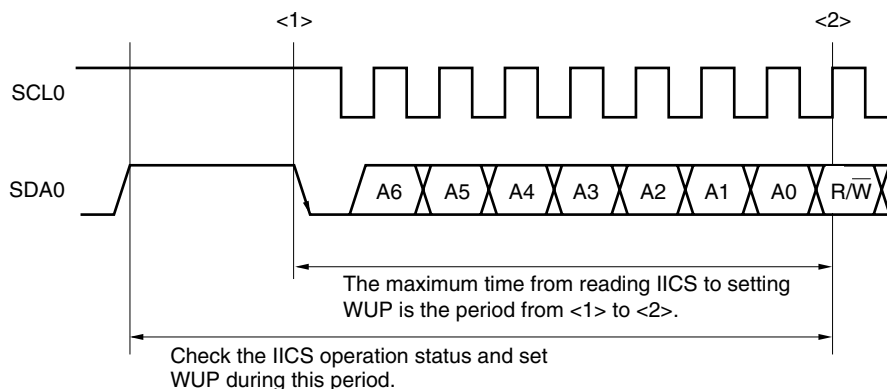 <1> <2>
SCL0
SDA0 A6 A5 A4 A3 A2 A1 A0 R/W̅
The maximum time from reading IICS to setting
WUP is the period from <1> to <2>.
Check the IICS operation status and set
WUP during this period.